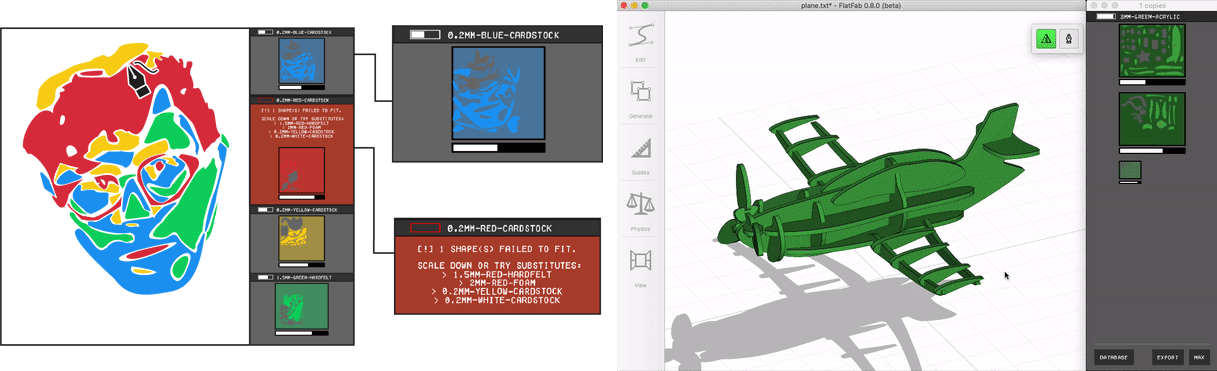 0.2MM-BLUE-CARDSTOCK
0.2MM-RED-CARDSTOCK
[!] 1 SHAPE(S) FAILED TO FIT.
SCALE DOWN OR TRY SUBSTITUTES:
> 1.5MM-RED-HARDFELT
> 2MM-RED-FOAM
> 0.2MM-YELLOW-CARDSTOCK
> 0.2MM-WHITE-CARDSTOCK
0.2MM-YELLOW-CARDSTOCK
1.5MM-GREEN-HARDFELT
0.2MM-BLUE-CARDSTOCK
0.2MM-RED-CARDSTOCK
[!] 1 SHAPE(S) FAILED TO FIT.
SCALE DOWN OR TRY SUBSTITUTES:
> 1.5MM-RED-HARDFELT
> 2MM-RED-FOAM
> 0.2MM-YELLOW-CARDSTOCK
> 0.2MM-WHITE-CARDSTOCK
plane.txt* - FlatFab 0.8.0 (beta)
Edit
Generate
Guides
Physics
View
1 copies
3MM-GREEN-ACRYLIC
DATABASE
EXPORT
MAX